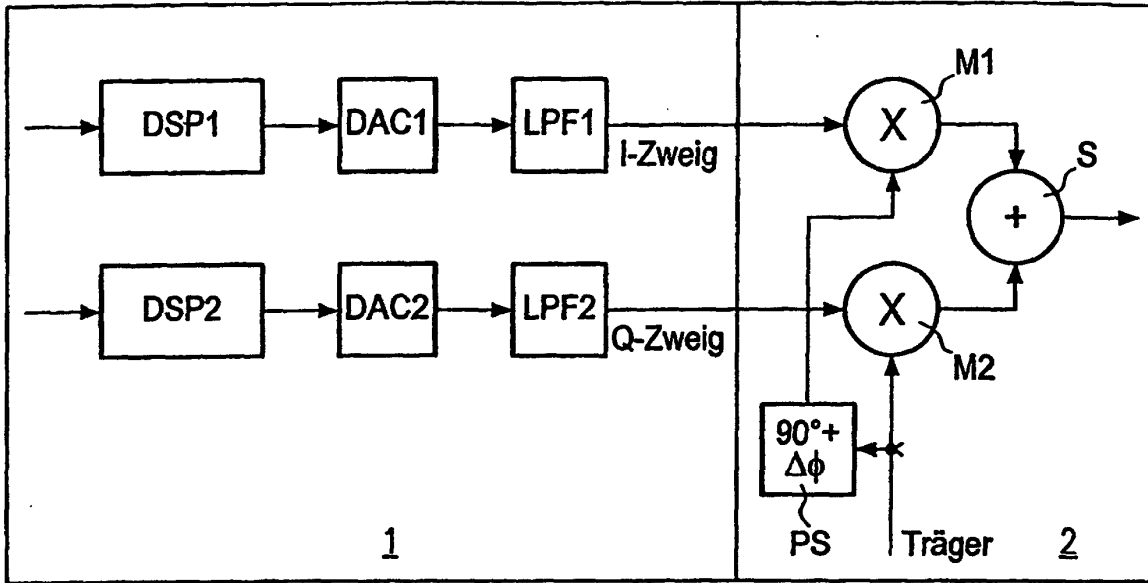 M1
DSP1
DAC1
LPF1
X
I-Zweig
S
+
DSP2
DAC2
LPF2
X
Q-Zweig
M2
90°+
Δϕ
1
PS
Träger
2